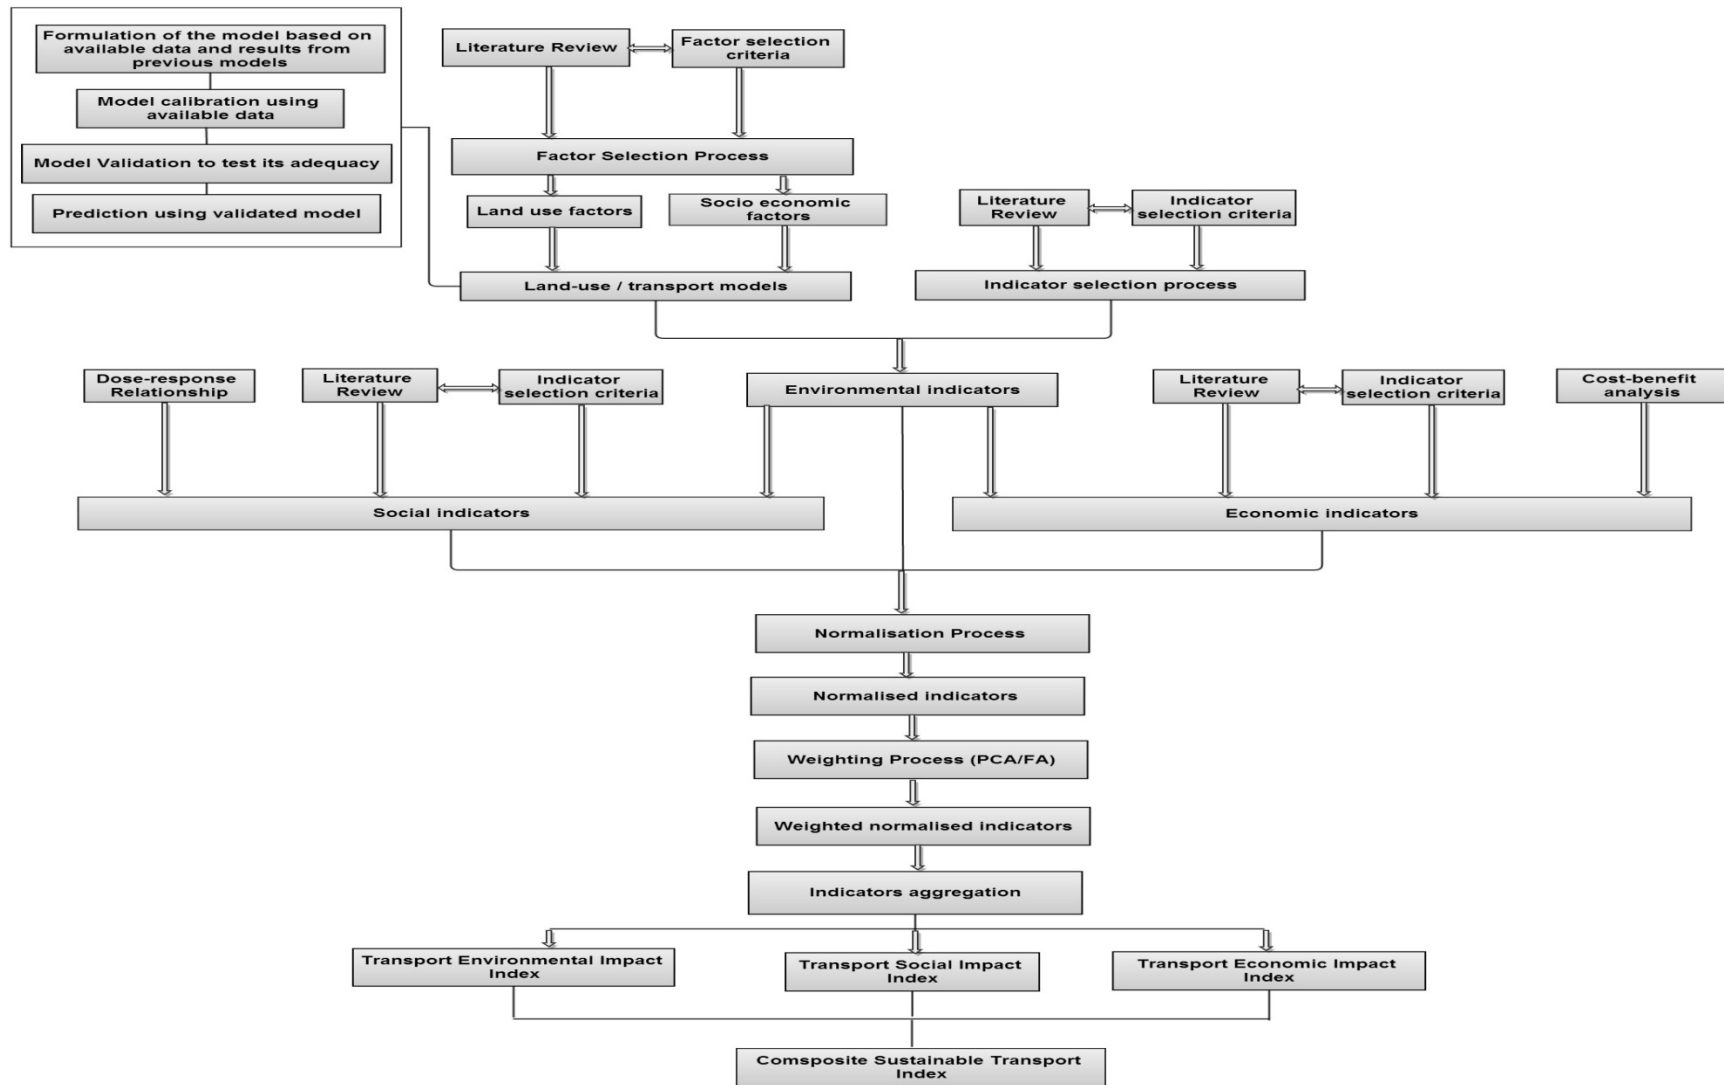 Formulation of the model based on
available data and results from
previous models
Model calibration using
available data
Model Validation to test its adequacy
Prediction using validated model
Literature Review
Factor selection
criteria
Factor Selection Process
Land use factors
Socio economic
factors
Land-use / transport models
Literature
Review
Indicator
selection criteria
Indicator selection process
Dose-response
Relationship
Literature
Review
Indicator
selection criteria
Environmental indicators
Literature
Review
Indicator
selection criteria
Cost-benefit
analysis
Social indicators
Economic indicators
Normalisation Process
Normalised indicators
Weighting Process (PCA/FA)
Weighted normalised indicators
Indicators aggregation
Transport Environmental Impact
Index
Transport Social Impact
Index
Transport Economic Impact
Index
Comsposite Sustainable Transport
Index